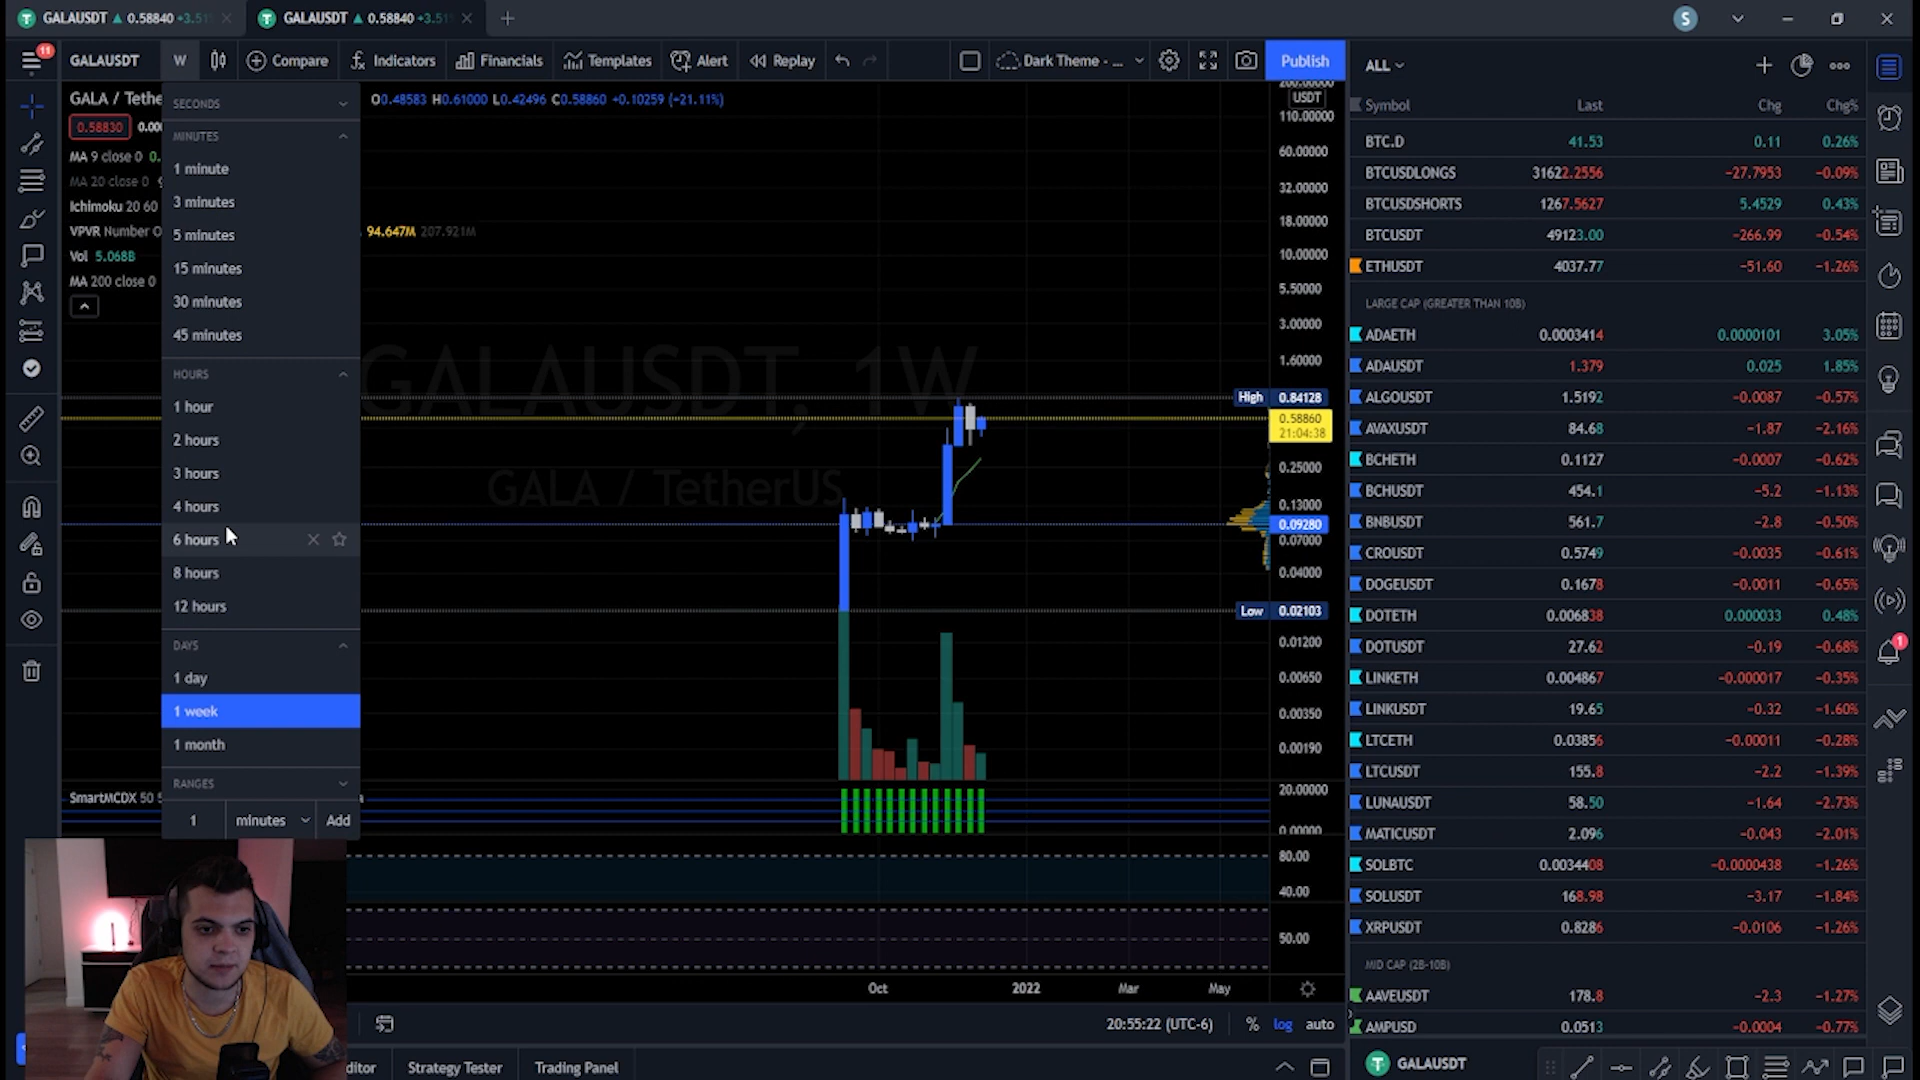 GALAUSDT ▲ 0.58840 +3.51
GALAUSDT ▲ 0.58840 +3.51
S
11
GALAUSDT W Compare Indicators Financials Templates Alert Replay Dark Theme - ... Publish
GALA / Tethe
O0.48583 H0.61000 L0.42496 C0.58860 +0.10259 (+21.11%)
0.58830 0.00
MA 9 close 0 0.
MA 20 close 0
Ichimoku 20 60
VPVR Number O
94.647M 207.921M
Vol 5.068B
MA 200 close 0
SECONDS
MINUTES
1 minute
3 minutes
5 minutes
15 minutes
30 minutes
45 minutes
HOURS
1 hour
2 hours
3 hours
4 hours
6 hours
8 hours
12 hours
DAYS
1 day
1 week
1 month
RANGES
1 minutes Add
GALAUSDT, 1W
GALA / TetherUS
SmartMCDX 50
200.00000
USDT
110.00000
60.00000
32.00000
18.00000
10.00000
5.50000
3.00000
1.60000
High 0.84128
0.58860
21:04:38
0.25000
0.13000
0.09280
0.07000
0.04000
Low 0.02103
0.01200
0.00650
0.00350
0.00190
20.00000
0.00000
80.00
40.00
50.00
Oct 2022 Mar May
20:55:22 (UTC-6) % log auto
ditor Strategy Tester Trading Panel
ALL
Symbol Last Chg Chg%
BTC.D 41.53 0.11 0.26%
BTCUSDLONGS 31622.2556 -27.7953 -0.09%
BTCUSDSHORTS 1267.5627 5.4529 0.43%
BTCUSDT 49123.00 -266.99 -0.54%
ETHUSDT 4037.77 -51.60 -1.26%
LARGE CAP (GREATER THAN 10B)
ADAETH 0.0003414 0.0000101 3.05%
ADAUSDT 1.379 0.025 1.85%
ALGOUSDT 1.5192 -0.0087 -0.57%
AVAXUSDT 84.68 -1.87 -2.16%
BCHETH 0.1127 -0.0007 -0.62%
BCHUSDT 454.1 -5.2 -1.13%
BNBUSDT 561.7 -2.8 -0.50%
CROUSDT 0.5749 -0.0035 -0.61%
DOGEUSDT 0.1678 -0.0011 -0.65%
DOTETH 0.006838 0.000033 0.48%
DOTUSDT 27.62 -0.19 -0.68%
LINKETH 0.004867 -0.000017 -0.35%
LINKUSDT 19.65 -0.32 -1.60%
LTCETH 0.03856 -0.00011 -0.28%
LTCUSDT 155.8 -2.2 -1.39%
LUNAUSDT 58.50 -1.64 -2.73%
MATICUSDT 2.096 -0.043 -2.01%
SOLBTC 0.0034408 -0.0000438 -1.26%
SOLUSDT 168.98 -3.17 -1.84%
XRPUSDT 0.8286 -0.0106 -1.26%
MID CAP (2B-10B)
AAVEUSDT 178.8 -2.3 -1.27%
AMPUSD 0.0513 -0.0004 -0.77%
GALAUSDT
1